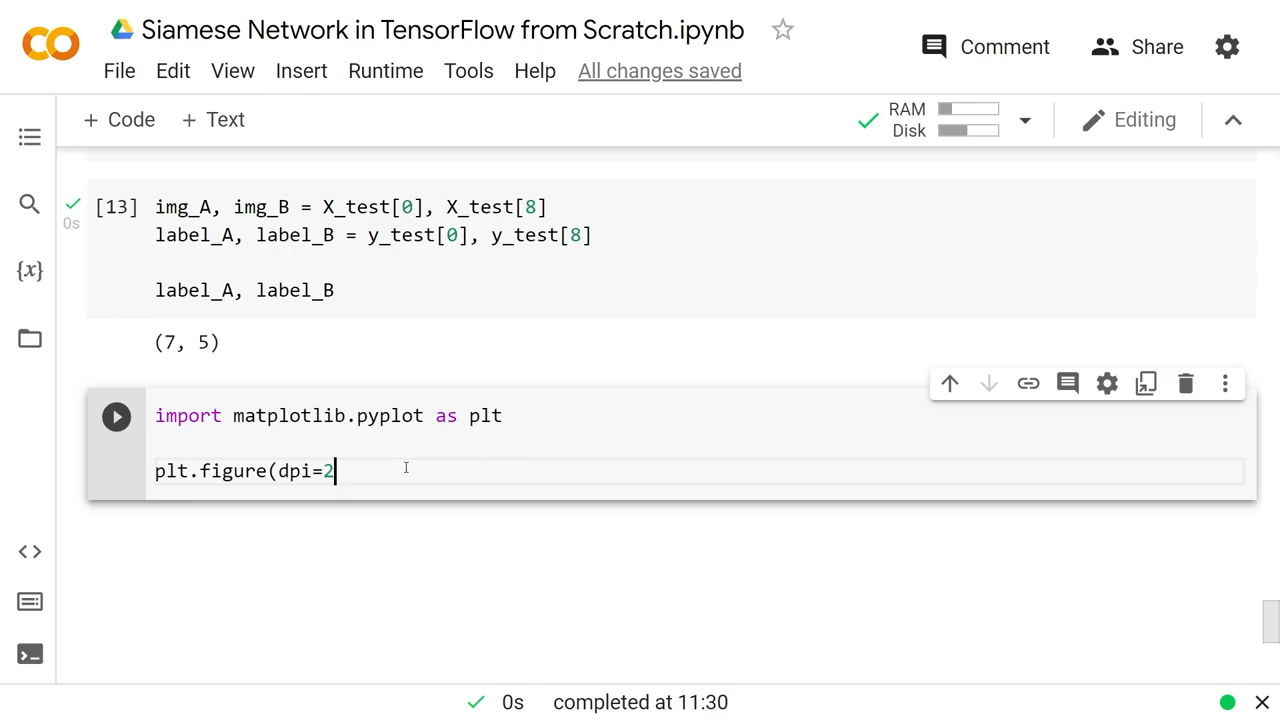 Siamese Network in TensorFlow from Scratch.ipynb
Comment
Share
File Edit View Insert Runtime Tools Help All changes saved
+ Code + Text
RAM
Disk
Editing
[13] img_A, img_B = X_test[0], X_test[8]
0s
label_A, label_B = y_test[0], y_test[8]
label_A, label_B
(7, 5)
{x}
import matplotlib.pyplot as plt
plt.figure(dpi=2
0s completed at 11:30